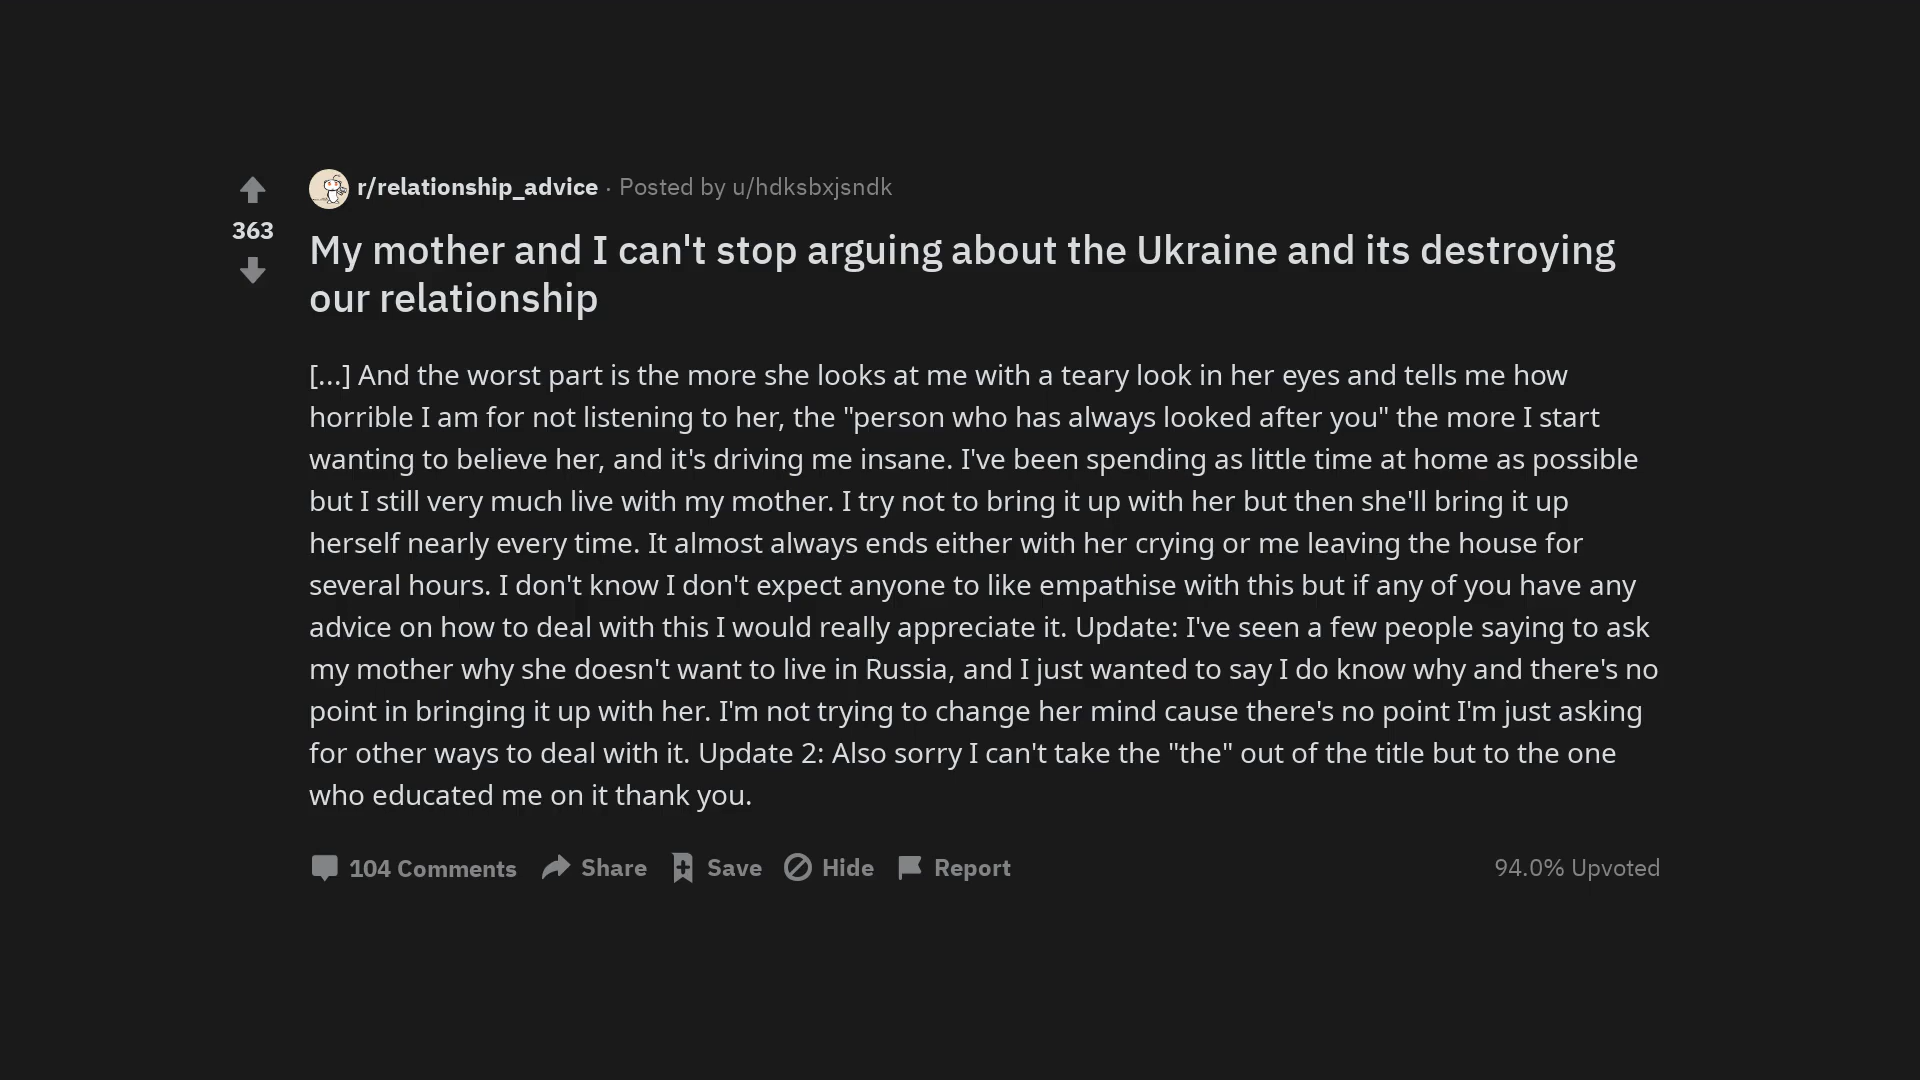 r/relationship_advice · Posted by u/hdksbxjsndk
363
My mother and I can't stop arguing about the Ukraine and its destroying
our relationship
[...] And the worst part is the more she looks at me with a teary look in her eyes and tells me how
horrible I am for not listening to her, the "person who has always looked after you" the more I start
wanting to believe her, and it's driving me insane. I've been spending as little time at home as possible
but I still very much live with my mother. I try not to bring it up with her but then she'll bring it up
herself nearly every time. It almost always ends either with her crying or me leaving the house for
several hours. I don't know I don't expect anyone to like empathise with this but if any of you have any
advice on how to deal with this I would really appreciate it. Update: I've seen a few people saying to ask
my mother why she doesn't want to live in Russia, and I just wanted to say I do know why and there's no
point in bringing it up with her. I'm not trying to change her mind cause there's no point I'm just asking
for other ways to deal with it. Update 2: Also sorry I can't take the "the" out of the title but to the one
who educated me on it thank you.
104 Comments Share Save Hide Report 94.0% Upvoted